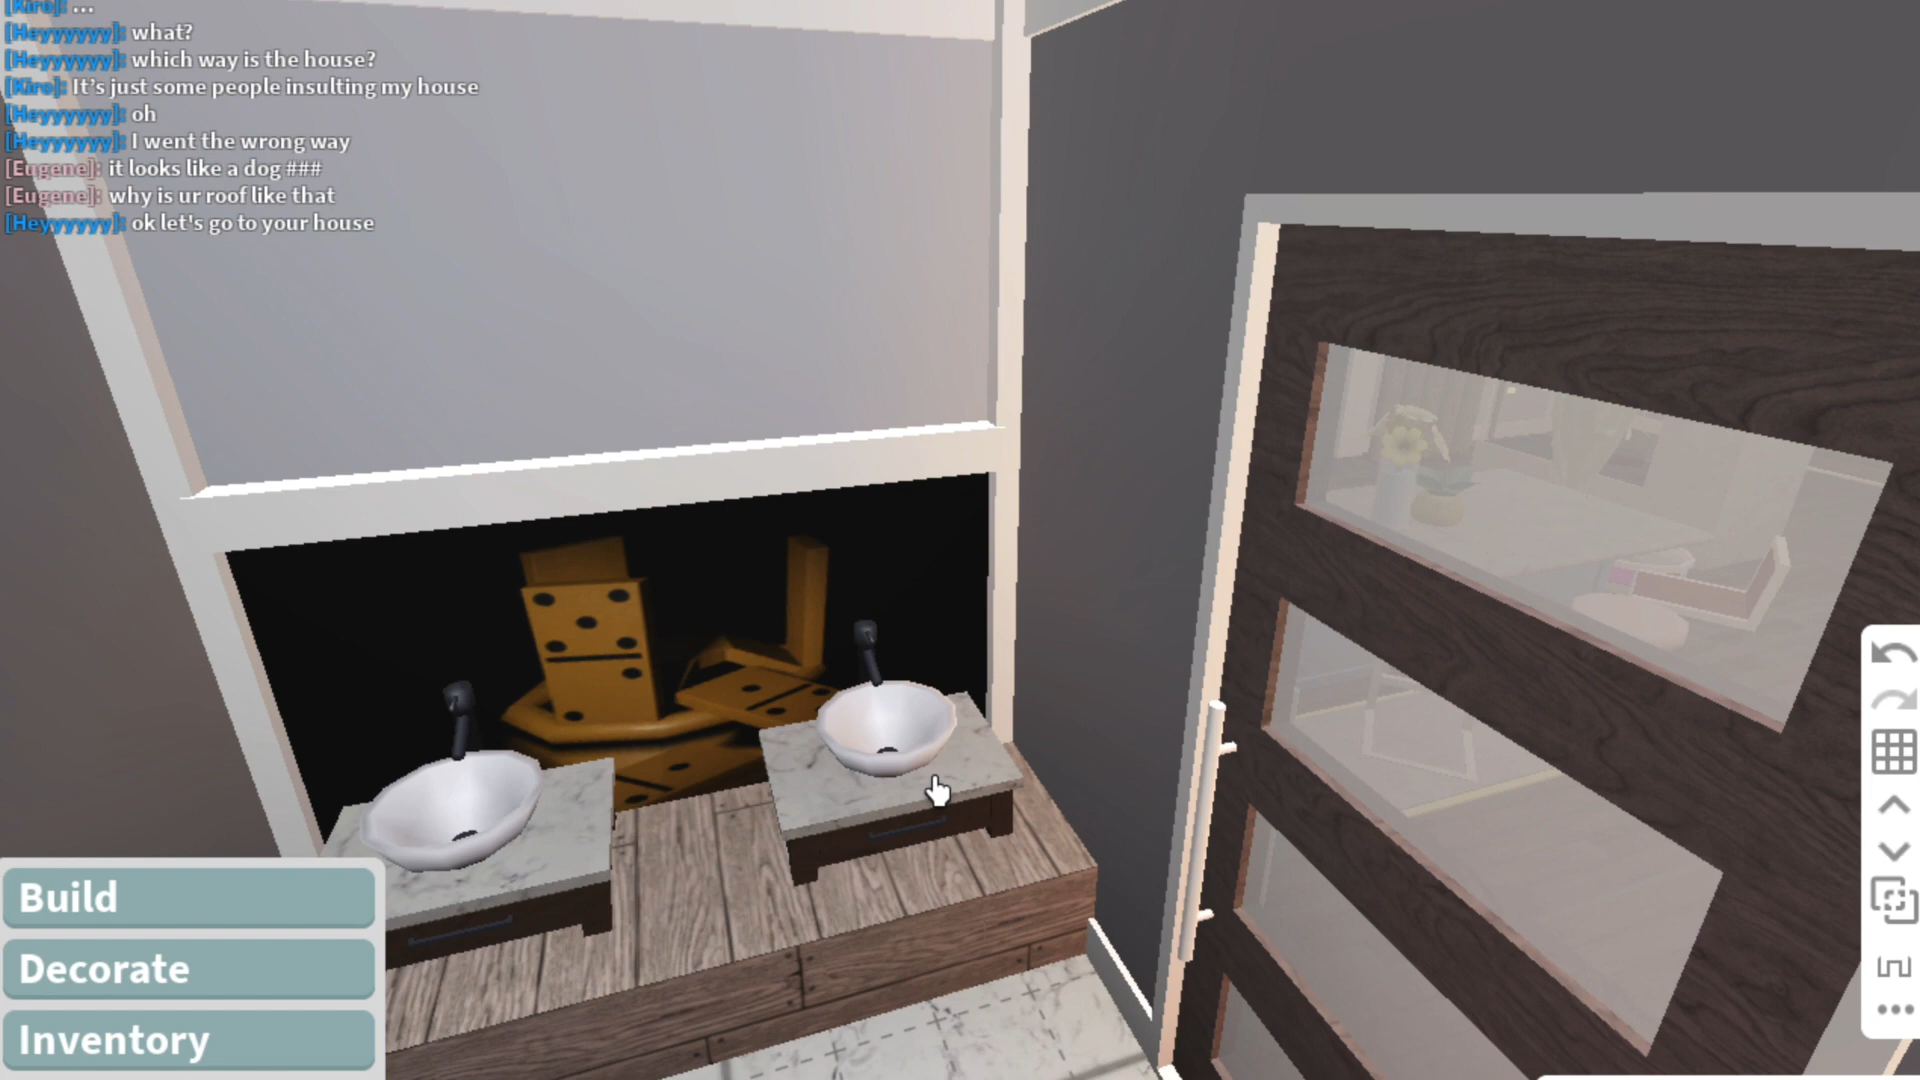 [Kiro]: ...
[Heyyyyyy]: what?
[Heyyyyyy]: which way is the house?
[Kiro]: It's just some people insulting my house
[Heyyyyyy]: oh
[Heyyyyyy]: I went the wrong way
[Eugene]: it looks like a dog ###
[Eugene]: why is ur roof like that
[Heyyyyyy]: ok let's go to your house
Build
Decorate
Inventory